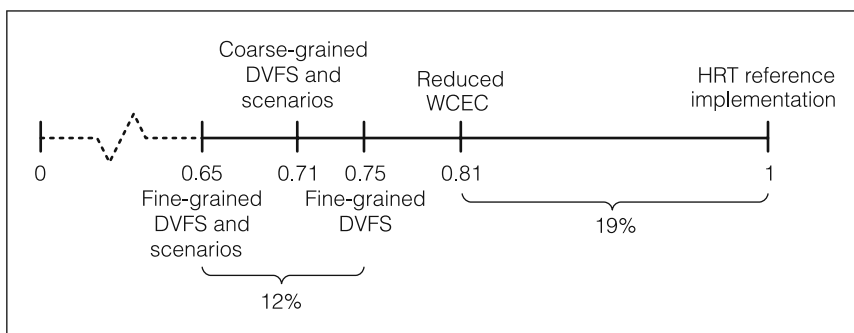 Coarse-grained
DVFS and
scenarios
Reduced
WCEC
HRT reference
implementation
0
0.65
0.71
0.75
0.81
1
Fine-grained
DVFS and
scenarios
Fine-grained
DVFS
19%
12%